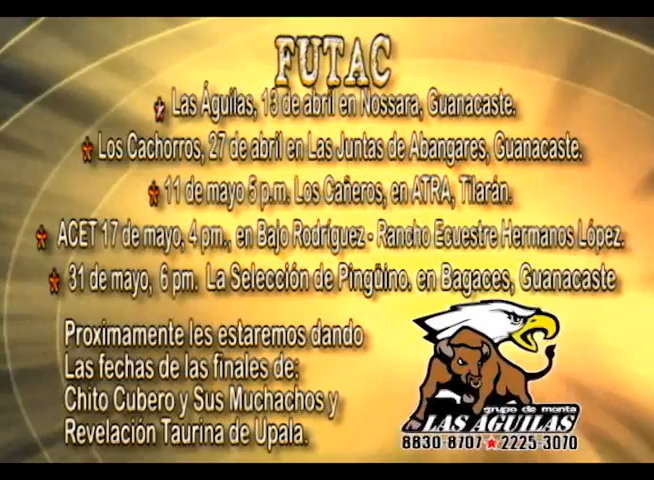 FUTAC
Las Águilas, 13 de abril en Nossara, Guanacaste.
Los Cachorros, 27 de abril en Las Juntas de Abangares, Guanacaste.
11 de mayo 5 p.m. Los Cañeros, en ATRA, Tilarán.
ACET 17 de mayo, 4 pm., en Bajo Rodríguez - Rancho Ecuestre Hermanos López.
31 de mayo, 6 pm. La Selección de Pingüino, en Bagaces, Guanacaste
Proximamente les estaremos dando
Las fechas de las finales de:
Chito Cubero y Sus Muchachos y
Revelación Taurina de Upala.
grupo de monta
LAS AGUILAS
8830-8707 ★ 2225-3070